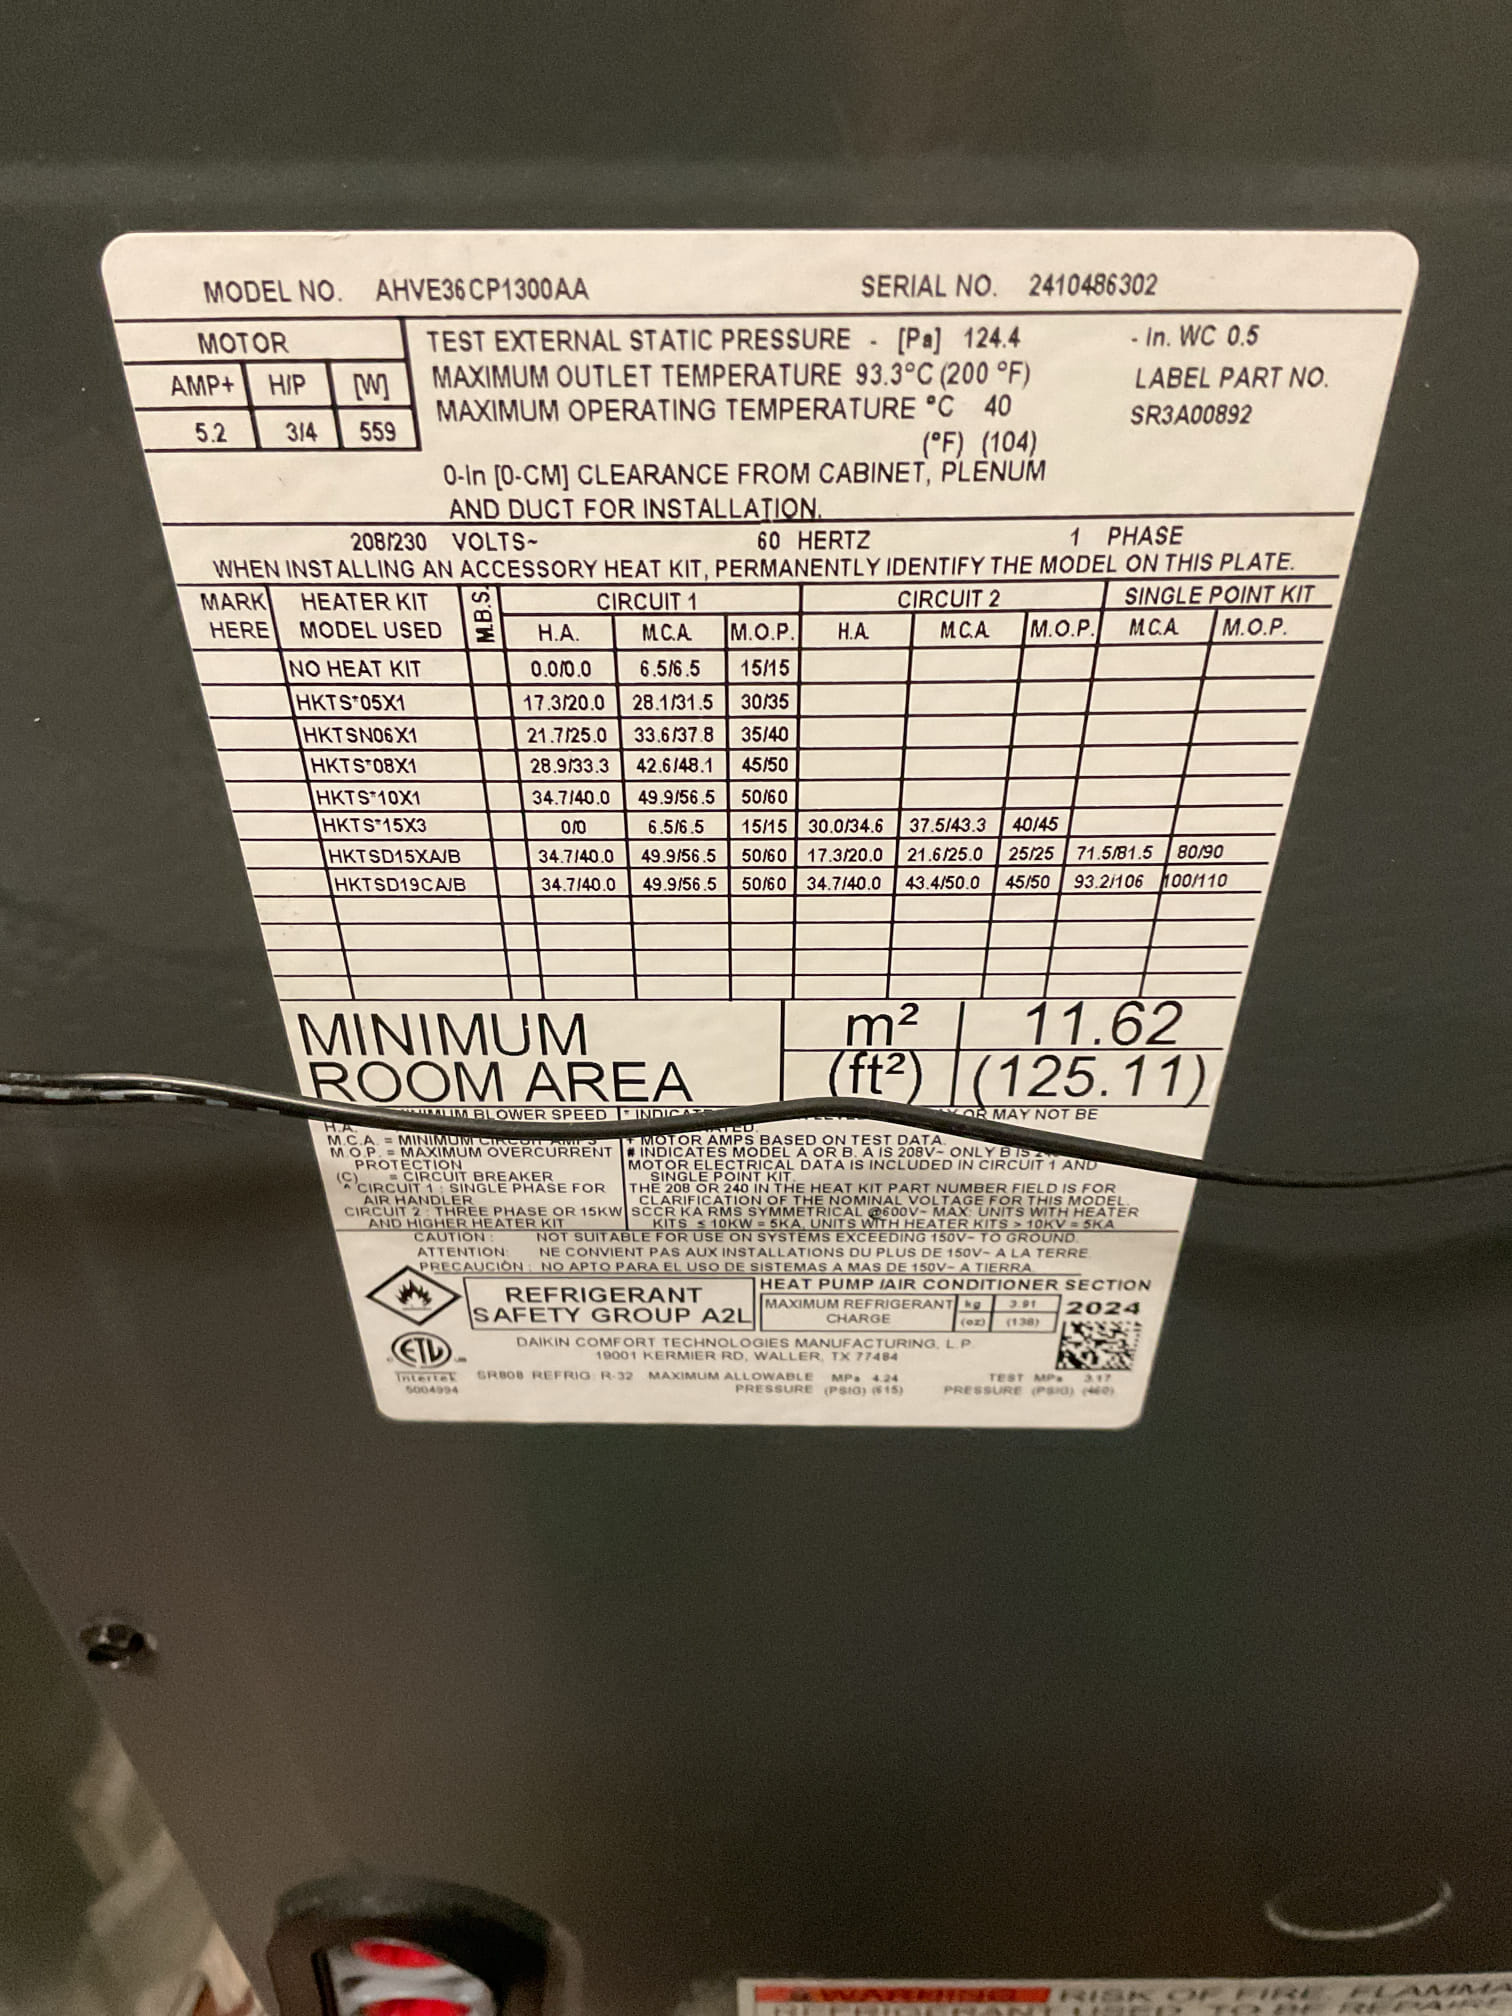 MODEL NO. AHVE36CP1300AA SERIAL NO. 2410486302
MOTOR
AMP+ H/P [W]
5.2 3/4 559
TEST EXTERNAL STATIC PRESSURE - [Pa] 124.4 - In. WC 0.5
MAXIMUM OUTLET TEMPERATURE 93.3°C (200 °F) LABEL PART NO.
MAXIMUM OPERATING TEMPERATURE °C 40 SR3A00892
(°F) (104)
0-In [0-CM] CLEARANCE FROM CABINET, PLENUM
AND DUCT FOR INSTALLATION.
208/230 VOLTS~ 60 HERTZ 1 PHASE
WHEN INSTALLING AN ACCESSORY HEAT KIT, PERMANENTLY IDENTIFY THE MODEL ON THIS PLATE.
MARK HERE HEATER KIT MODEL USED M.B.S. CIRCUIT 1 CIRCUIT 2 SINGLE POINT KIT
H.A. M.C.A M.O.P. H.A M.C.A M.O.P. M.C.A M.O.P.
NO HEAT KIT 0.0/0.0 6.5/6.5 15/15
HKTS*05X1 17.3/20.0 28.1/31.5 30/35
HKTSN06X1 21.7/25.0 33.6/37.8 35/40
HKTS*08X1 28.9/33.3 42.6/48.1 45/50
HKTS*10X1 34.7/40.0 49.9/56.5 50/60
HKTS*15X3 0/0 6.5/6.5 15/15 30.0/34.6 37.5/43.3 40/45
HKTSD15XA/B 34.7/40.0 49.9/56.5 50/60 17.3/20.0 21.6/25.0 25/25 71.5/81.5 80/90
HKTSD19CA/B 34.7/40.0 49.9/56.5 50/60 34.7/40.0 43.4/50.0 45/50 93.2/106 100/110
MINIMUM ROOM AREA
m² 11.62
(ft²) (125.11)
BLOWER SPEED
H.A.
M.C.A. = MINIMUM
M.O.P. = MAXIMUM OVERCURRENT
PROTECTION
(C) = CIRCUIT BREAKER
^ CIRCUIT 1 : SINGLE PHASE FOR
AIR HANDLER
CIRCUIT 2 : THREE PHASE OR 15KW
AND HIGHER HEATER KIT
OR MAY NOT BE
+ MOTOR AMPS BASED ON TEST DATA.
# INDICATES MODEL A OR B. A IS 208V~ ONLY B IS
MOTOR ELECTRICAL DATA IS INCLUDED IN CIRCUIT 1 AND
SINGLE POINT KIT.
THE 208 OR 240 IN THE HEAT KIT PART NUMBER FIELD IS FOR
CLARIFICATION OF THE NOMINAL VOLTAGE FOR THIS MODEL.
SCCR KA RMS SYMMETRICAL @600V~ MAX: UNITS WITH HEATER
KITS ≤ 10KW = 5KA, UNITS WITH HEATER KITS > 10KV = 5KA
CAUTION : NOT SUITABLE FOR USE ON SYSTEMS EXCEEDING 150V~ TO GROUND.
ATTENTION: NE CONVIENT PAS AUX INSTALLATIONS DU PLUS DE 150V~ A LA TERRE
PRECAUCIÓN : NO APTO PARA EL USO DE SISTEMAS A MAS DE 150V~ A TIERRA.
REFRIGERANT
SAFETY GROUP A2L
HEAT PUMP /AIR CONDITIONER SECTION
MAXIMUM REFRIGERANT CHARGE kg 3.91
(oz) (138)
2024
ETL
Intertek
5004994
DAIKIN COMFORT TECHNOLOGIES MANUFACTURING, L.P.
19001 KERMIER RD, WALLER, TX 77484
SR808 REFRIG: R-32 MAXIMUM ALLOWABLE MPa 4.24 TEST MPa 3.17
PRESSURE (PSIG) (615) PRESSURE (PSIG) (460)
WARNING RISK OF FIRE. FLAMMA
REFRIGERANT USED. TO BE